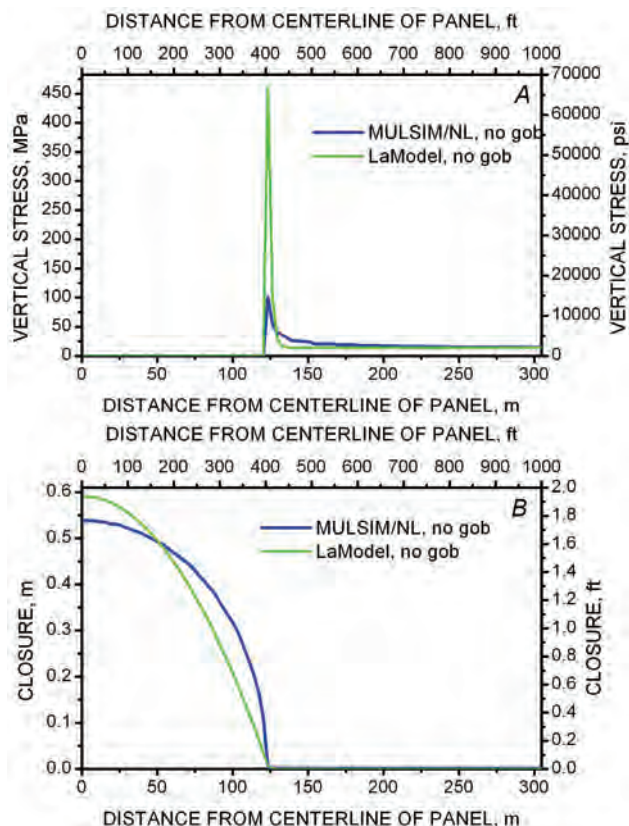 DISTANCE FROM CENTERLINE OF PANEL, ft
0 100 200 300 400 500 600 700 800 900 1000
A
450
400
350
300
250
200
150
100
50
0
VERTICAL STRESS, MPa
MULSIM/NL, no gob
LaModel, no gob
70000
60000
50000
40000
30000
20000
10000
0
VERTICAL STRESS, psi
0 50 100 150 200 250 300
DISTANCE FROM CENTERLINE OF PANEL, m
DISTANCE FROM CENTERLINE OF PANEL, ft
0 100 200 300 400 500 600 700 800 900 1000
B
0.6
0.5
0.4
0.3
0.2
0.1
0.0
CLOSURE, m
MULSIM/NL, no gob
LaModel, no gob
2.0
1.8
1.6
1.4
1.2
1.0
0.8
0.6
0.4
0.2
0.0
CLOSURE, ft
0 50 100 150 200 250 300
DISTANCE FROM CENTERLINE OF PANEL, m